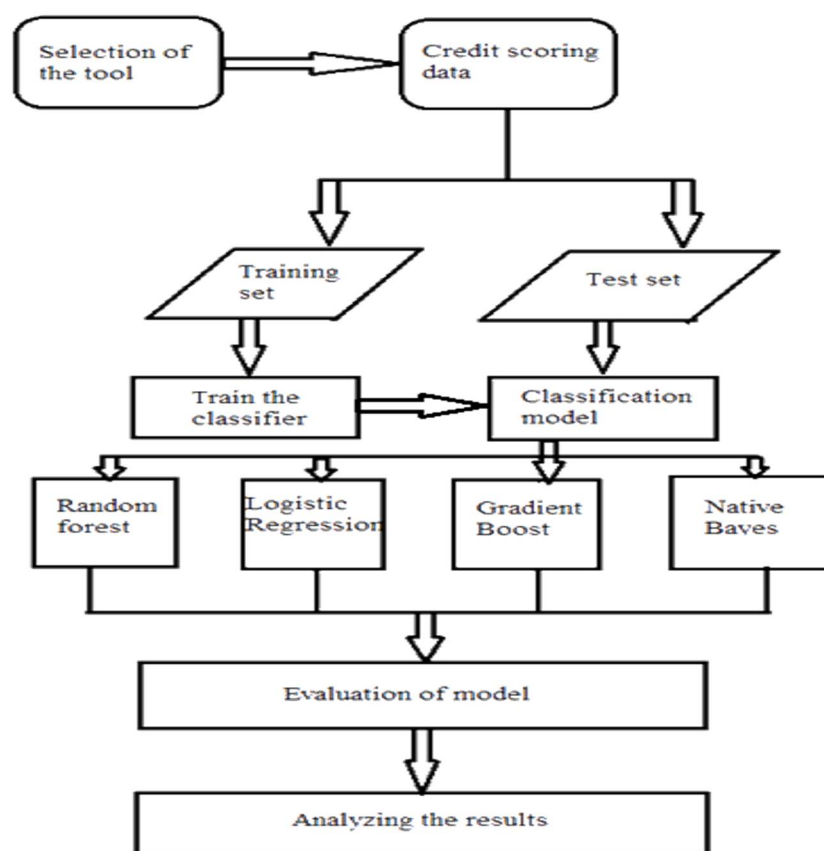 Selection of
the tool
Credit scoring
data
Training
set
Test set
Train the
classifier
Classification
model
Random
forest
Logistic
Regression
Gradient
Boost
Native
Baves
Evaluation of model
Analyzing the results